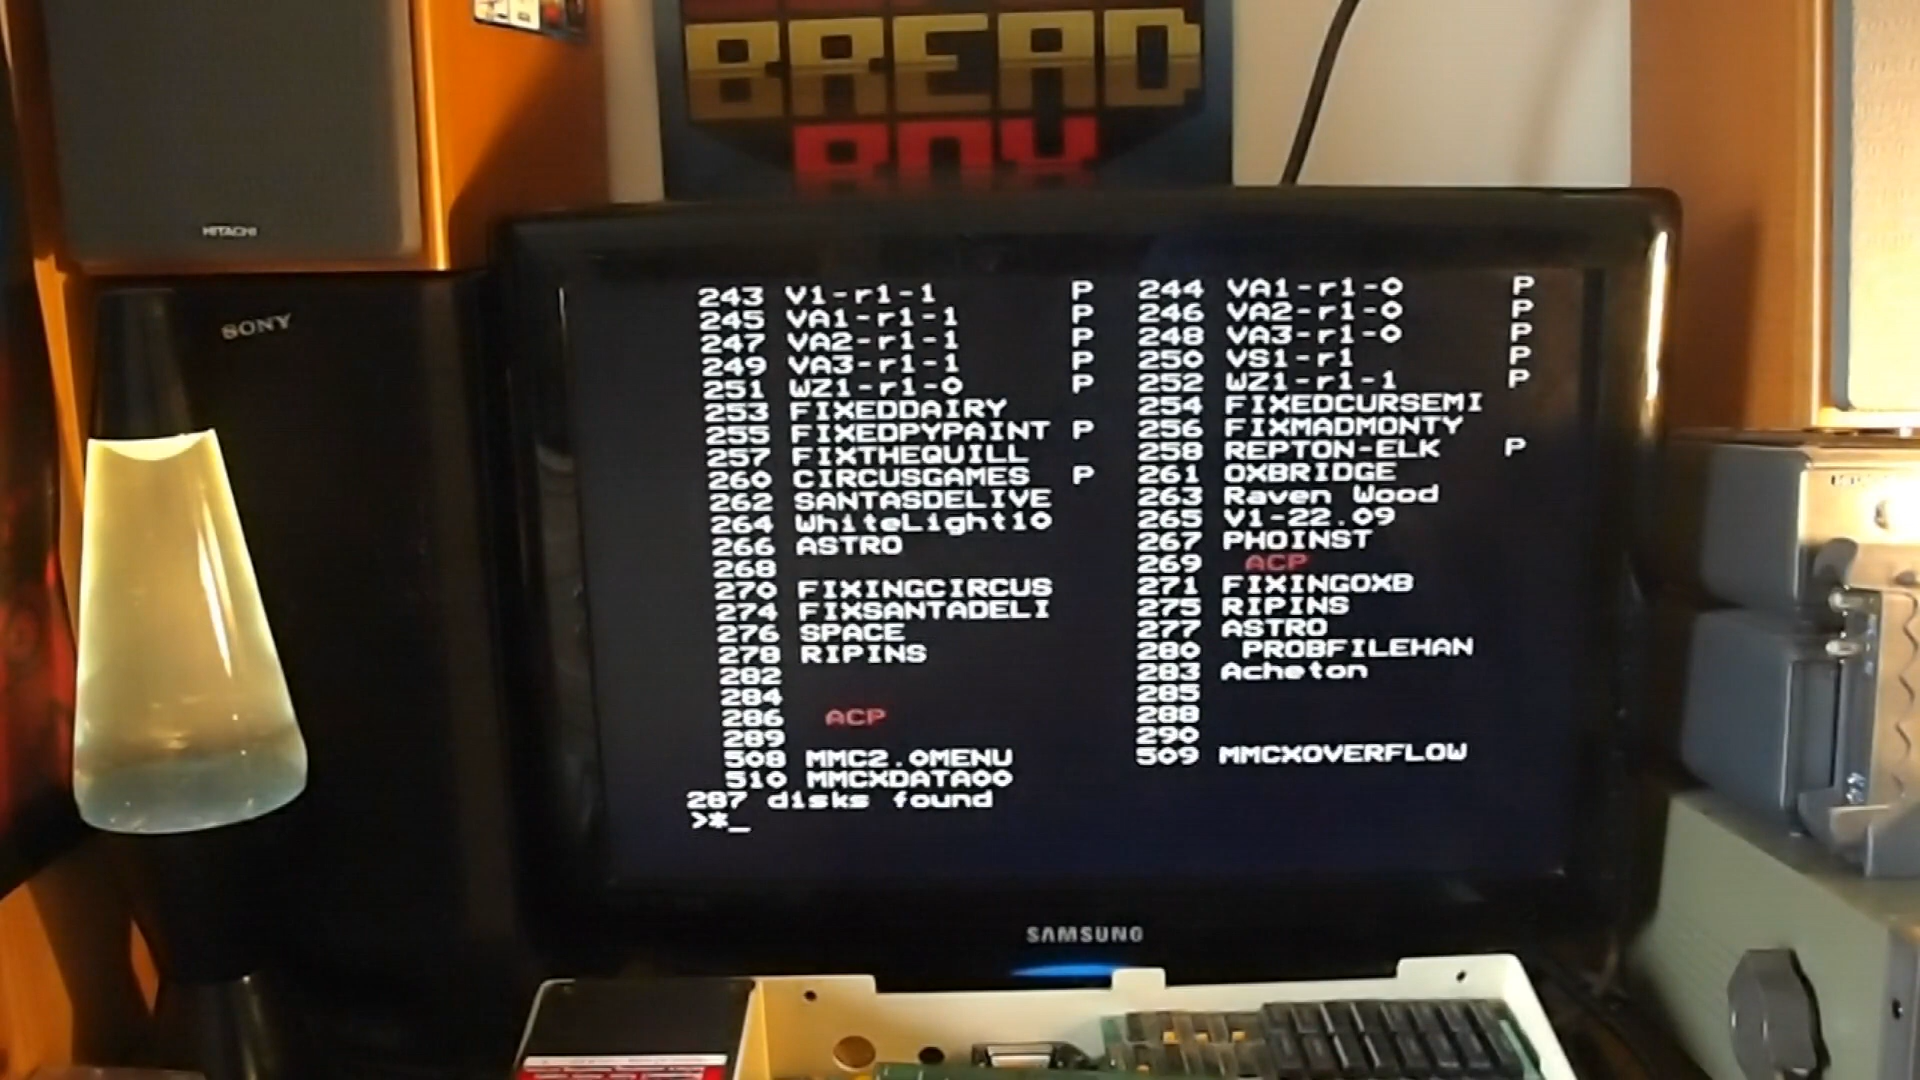 BREAD
BOX
HITACHI
SONY
243 V1-r1-1 P 244 VA1-r1-0 P
245 VA1-r1-1 P 246 VA2-r1-0 P
247 VA2-r1-1 P 248 VA3-r1-0 P
249 VA3-r1-1 P 250 VS1-r1 P
251 WZ1-r1-0 P 252 WZ1-r1-1 P
253 FIXEDDAIRY 254 FIXEDCURSEMI
255 FIXEDPYPAINT P 256 FIXMADMONTY
257 FIXTHEQUILL 258 REPTON-ELK P
260 CIRCUSGAMES P 261 OXBRIDGE
262 SANTASDELIVE 263 Raven Wood
264 WhiteLight10 265 V1-22.09
266 ASTRO 267 PHOINST
268 269 ACP
270 FIXINGCIRCUS 271 FIXINGOXB
274 FIXSANTADELI 275 RIPINS
276 SPACE 277 ASTRO
278 RIPINS 280 PROBFILEHAN
282 283 Acheton
284 285
286 ACP 288
289 290
508 MMC2.0MENU 509 MMCXOVERFLOW
510 MMCXDATA00
287 disks found
>*_
SAMSUNG